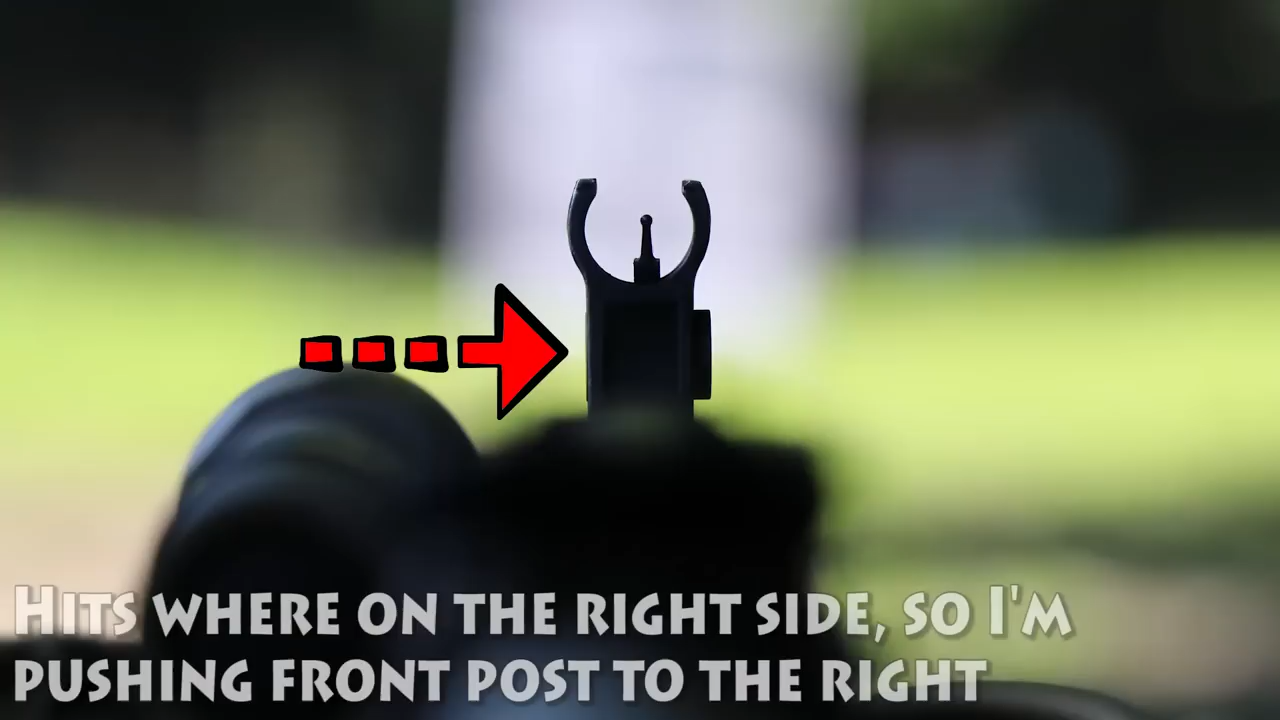 Hits where on the right side, so I'm
pushing front post to the right